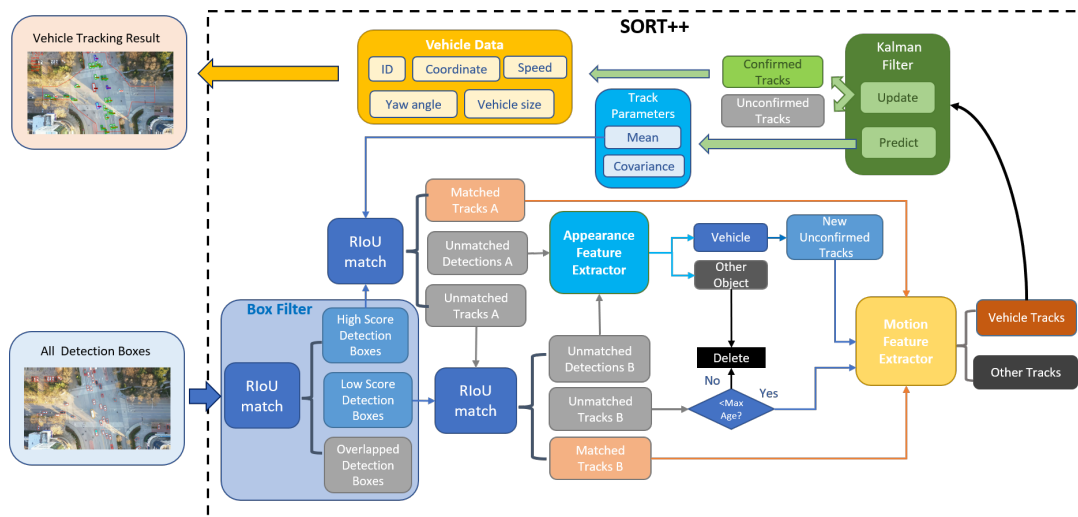 SORT++
Vehicle Tracking Result
Vehicle Data
ID
Coordinate
Speed
Yaw angle
Vehicle size
Confirmed
Tracks
Unconfirmed
Tracks
Kalman
Filter
Update
Predict
Track
Parameters
Mean
Covariance
RIoU
match
Matched
Tracks A
Unmatched
Detections A
Unmatched
Tracks A
Appearance
Feature
Extractor
Vehicle
Other
Object
New
Unconfirmed
Tracks
Box Filter
High Score
Detection
Boxes
RIoU
match
Low Score
Detection
Boxes
Overlapped
Detection
Boxes
All Detection Boxes
RIoU
match
Unmatched
Detections B
Unmatched
Tracks B
Matched
Tracks B
Delete
No
Yes
<Max
Age?
Motion
Feature
Extractor
Vehicle Tracks
Other Tracks